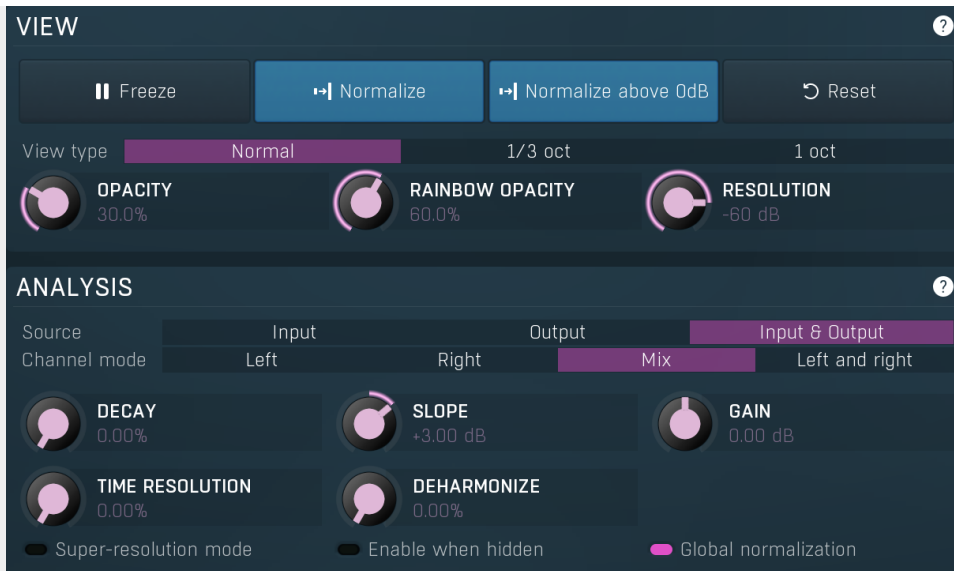 VIEW ?
Freeze Normalize Normalize above 0dB Reset
View type Normal 1/3 oct 1 oct
OPACITY RAINBOW OPACITY RESOLUTION
30.0% 60.0% -60 dB
ANALYSIS ?
Source Input Output Input & Output
Channel mode Left Right Mix Left and right
DECAY SLOPE GAIN
0.00% +3.00 dB 0.00 dB
TIME RESOLUTION DEHARMONIZE
0.00% 0.00%
Super-resolution mode Enable when hidden Global normalization